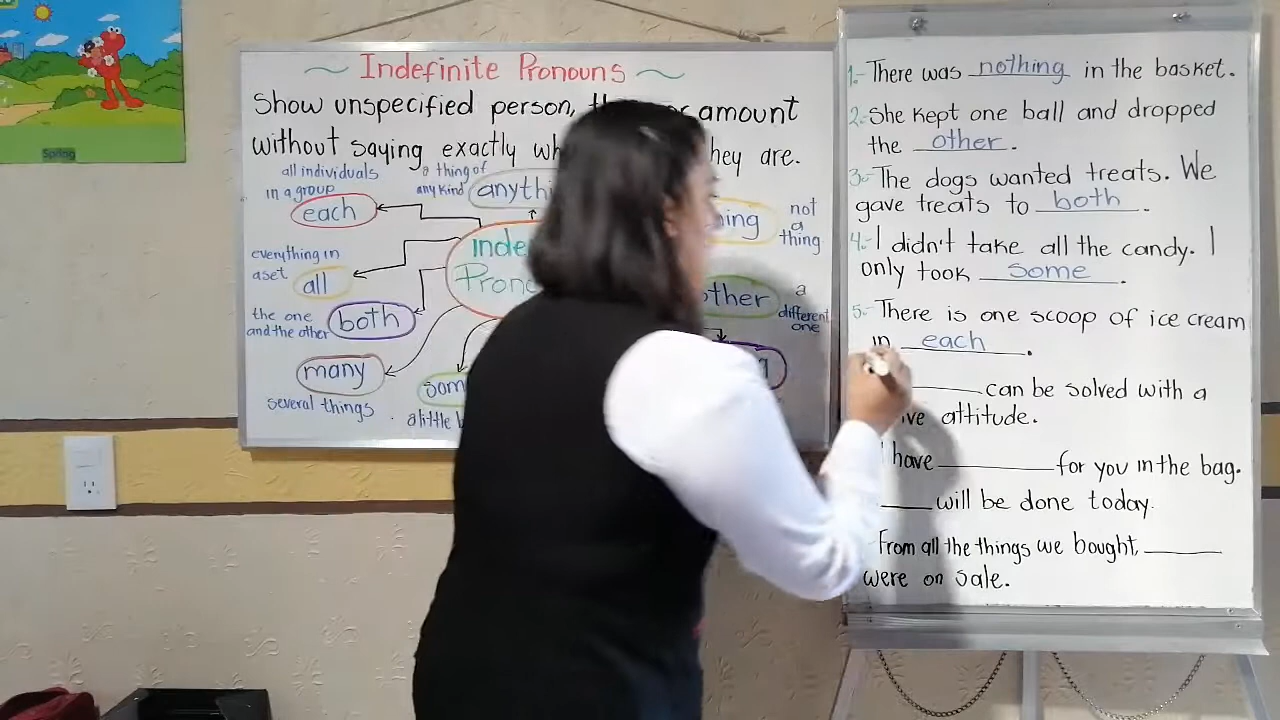 Spring
Indefinite Pronouns
Show unspecified person, amount
without saying exactly they are.
all individuals
in a group
each
a thing of
any kind
not
a
thing
everything in
a set
all
other
a
different
one
the one
and the other
both
many
several things
a little
1.- There was nothing in the basket.
2.- She kept one ball and dropped
the other.
3.- The dogs wanted treats. We
gave treats to both.
4.- I didn't take all the candy. I
only took some.
5.- There is one scoop of ice cream
in each.
can be solved with a
attitude.
I have for you in the bag.
will be done today.
From all the things we bought,
were on sale.